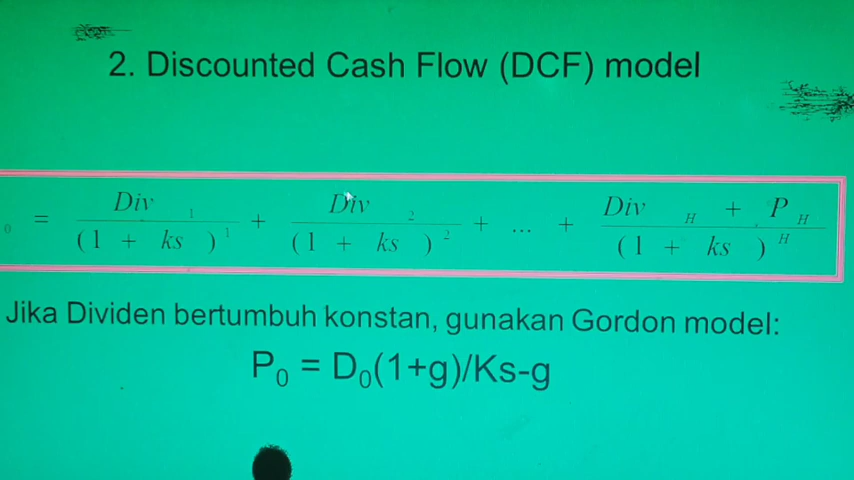 2. Discounted Cash Flow (DCF) model
₀ = Div ₁ / (1 + ks)¹ + Div ₂ / (1 + ks)² + ... + Div H + P H / (1 + ks)ᴴ
Jika Dividen bertumbuh konstan, gunakan Gordon model:
P₀ = D₀(1+g)/Ks-g